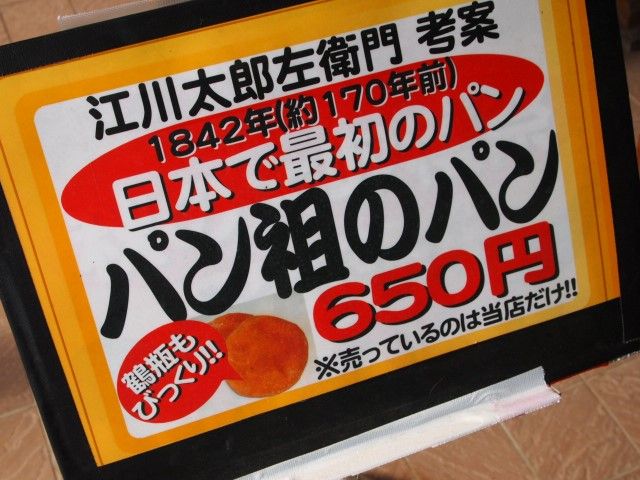 江川太郎左衛門 考案
1842年(約170年前)
日本で最初のパン
パン祖のパン
650円
鶴瓶も
びっくり!!
※売っているのは当店だけ!!